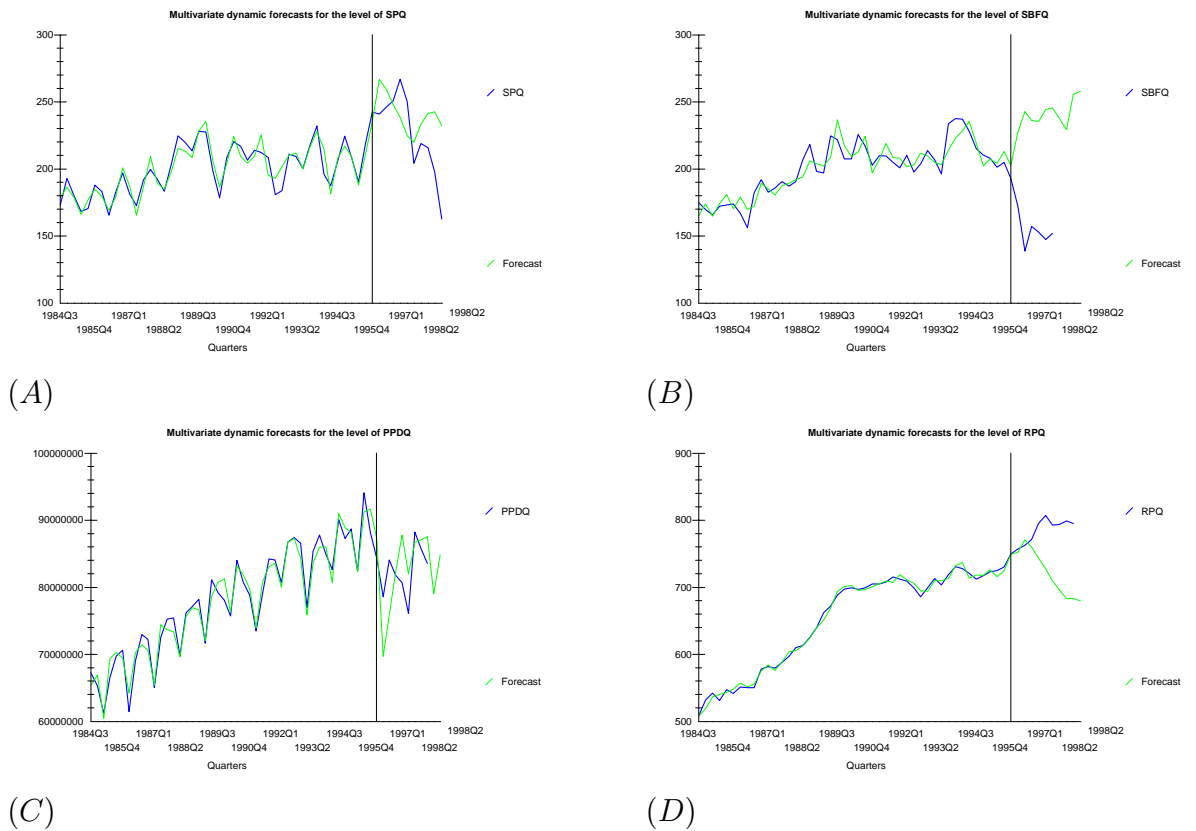 Multivariate dynamic forecasts for the level of SPQ
300
250
200
150
100
SPQ
Forecast
1984Q3 1987Q1 1989Q3 1992Q1 1994Q3 1997Q1 1998Q2
1985Q4 1988Q2 1990Q4 1993Q2 1995Q4 1998Q2
Quarters
(A)
Multivariate dynamic forecasts for the level of SBFQ
300
250
200
150
100
SBFQ
Forecast
1984Q3 1987Q1 1989Q3 1992Q1 1994Q3 1997Q1 1998Q2
1985Q4 1988Q2 1990Q4 1993Q2 1995Q4 1998Q2
Quarters
(B)
Multivariate dynamic forecasts for the level of PPDQ
100000000
90000000
80000000
70000000
60000000
PPDQ
Forecast
1984Q3 1987Q1 1989Q3 1992Q1 1994Q3 1997Q1 1998Q2
1985Q4 1988Q2 1990Q4 1993Q2 1995Q4 1998Q2
Quarters
(C)
Multivariate dynamic forecasts for the level of RPQ
900
800
700
600
500
RPQ
Forecast
1984Q3 1987Q1 1989Q3 1992Q1 1994Q3 1997Q1 1998Q2
1985Q4 1988Q2 1990Q4 1993Q2 1995Q4 1998Q2
Quarters
(D)